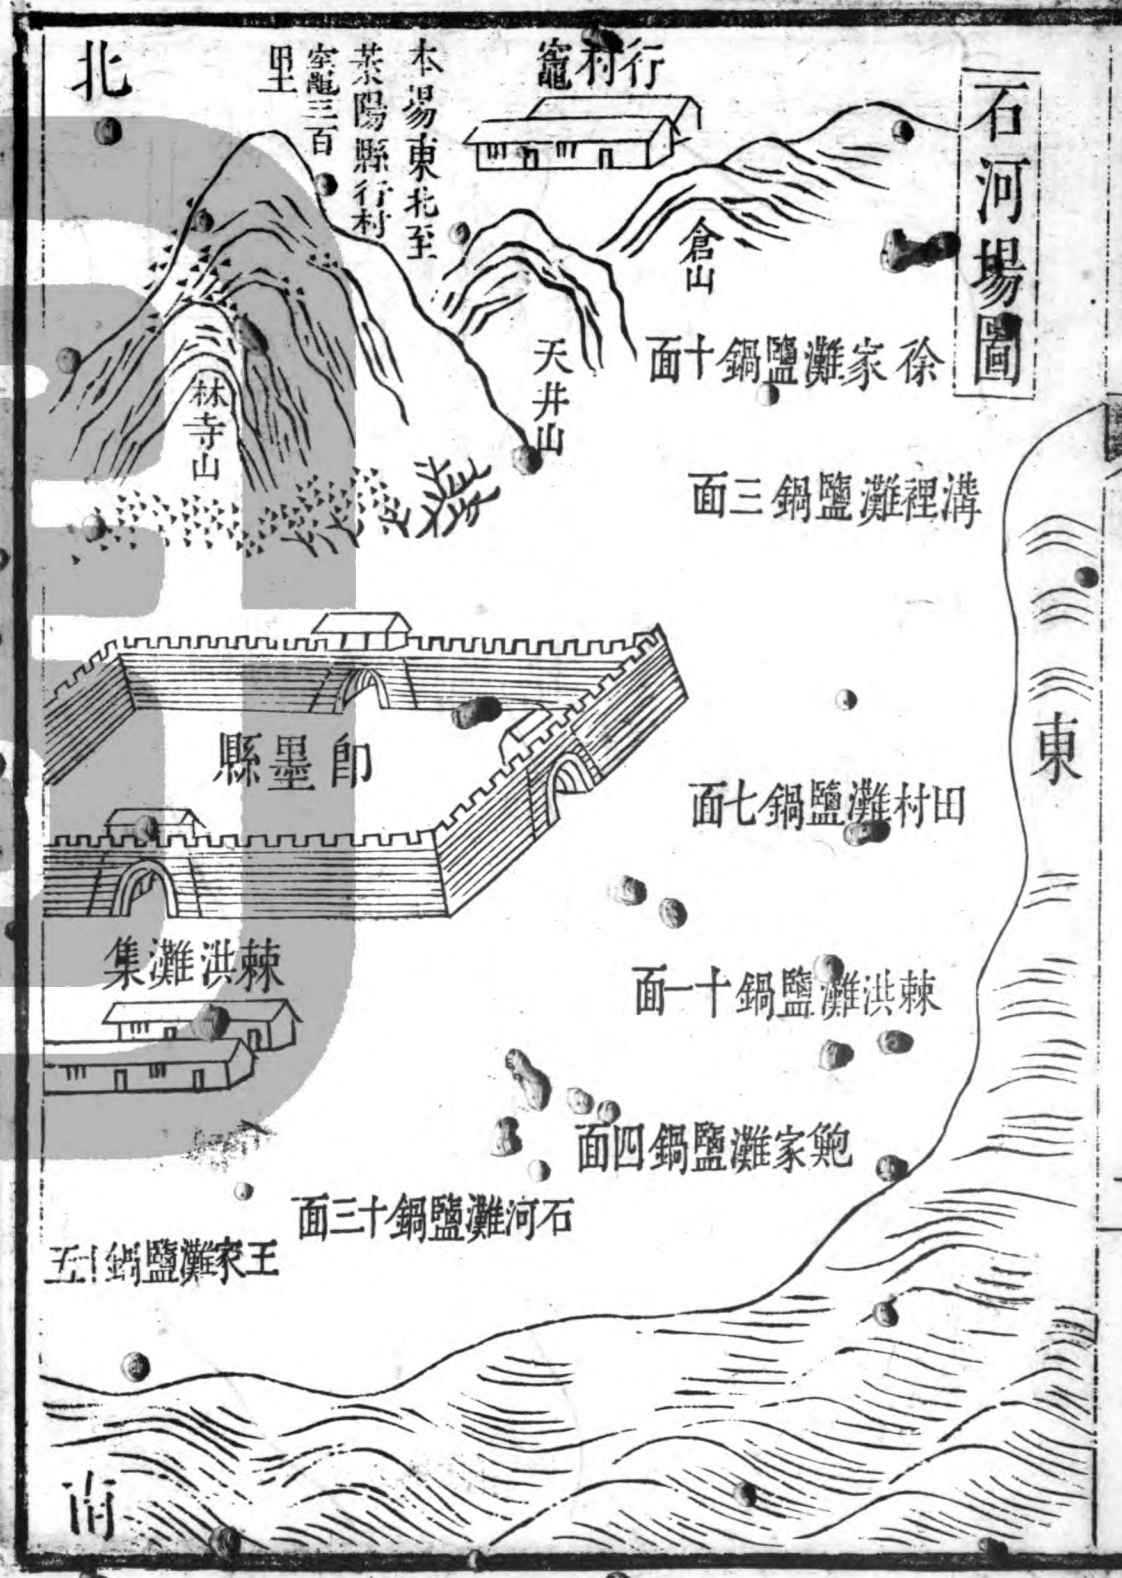 石河場圖
行村竈
本場東北至
萊陽縣行村
竈三百
里
北
倉山
天井山
林寺山
徐家灘鹽鍋十面
溝裡灘鹽鍋三面
東
即墨縣
田村灘鹽鍋七面
棘洪灘集
棘洪灘鹽鍋十一面
鮑家灘鹽鍋四面
石河灘鹽鍋十三面
王家灘鹽鍋十五
南